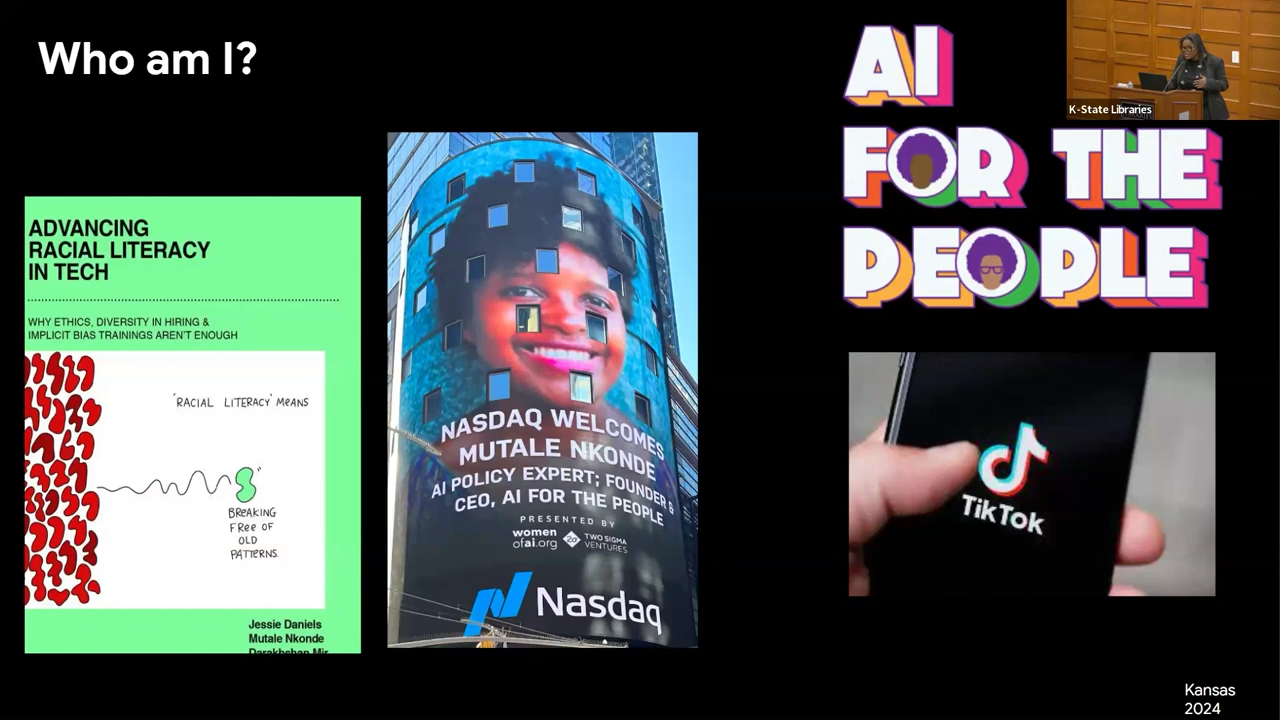 Who am I?
ADVANCING
RACIAL LITERACY
IN TECH
WHY ETHICS, DIVERSITY IN HIRING &
IMPLICIT BIAS TRAININGS AREN'T ENOUGH
'RACIAL LITERACY' MEANS
"
BREAKING
FREE OF
OLD
PATTERNS.
Jessie Daniels
Mutale Nkonde
Darakhshan Mir
NASDAQ WELCOMES
MUTALE NKONDE
AI POLICY EXPERT; FOUNDER &
CEO, AI FOR THE PEOPLE
PRESENTED BY
women
ofai.org
2σ TWO SIGMA
VENTURES
Nasdaq
AI
FOR THE
PEOPLE
K-State Libraries
TikTok
Kansas
2024